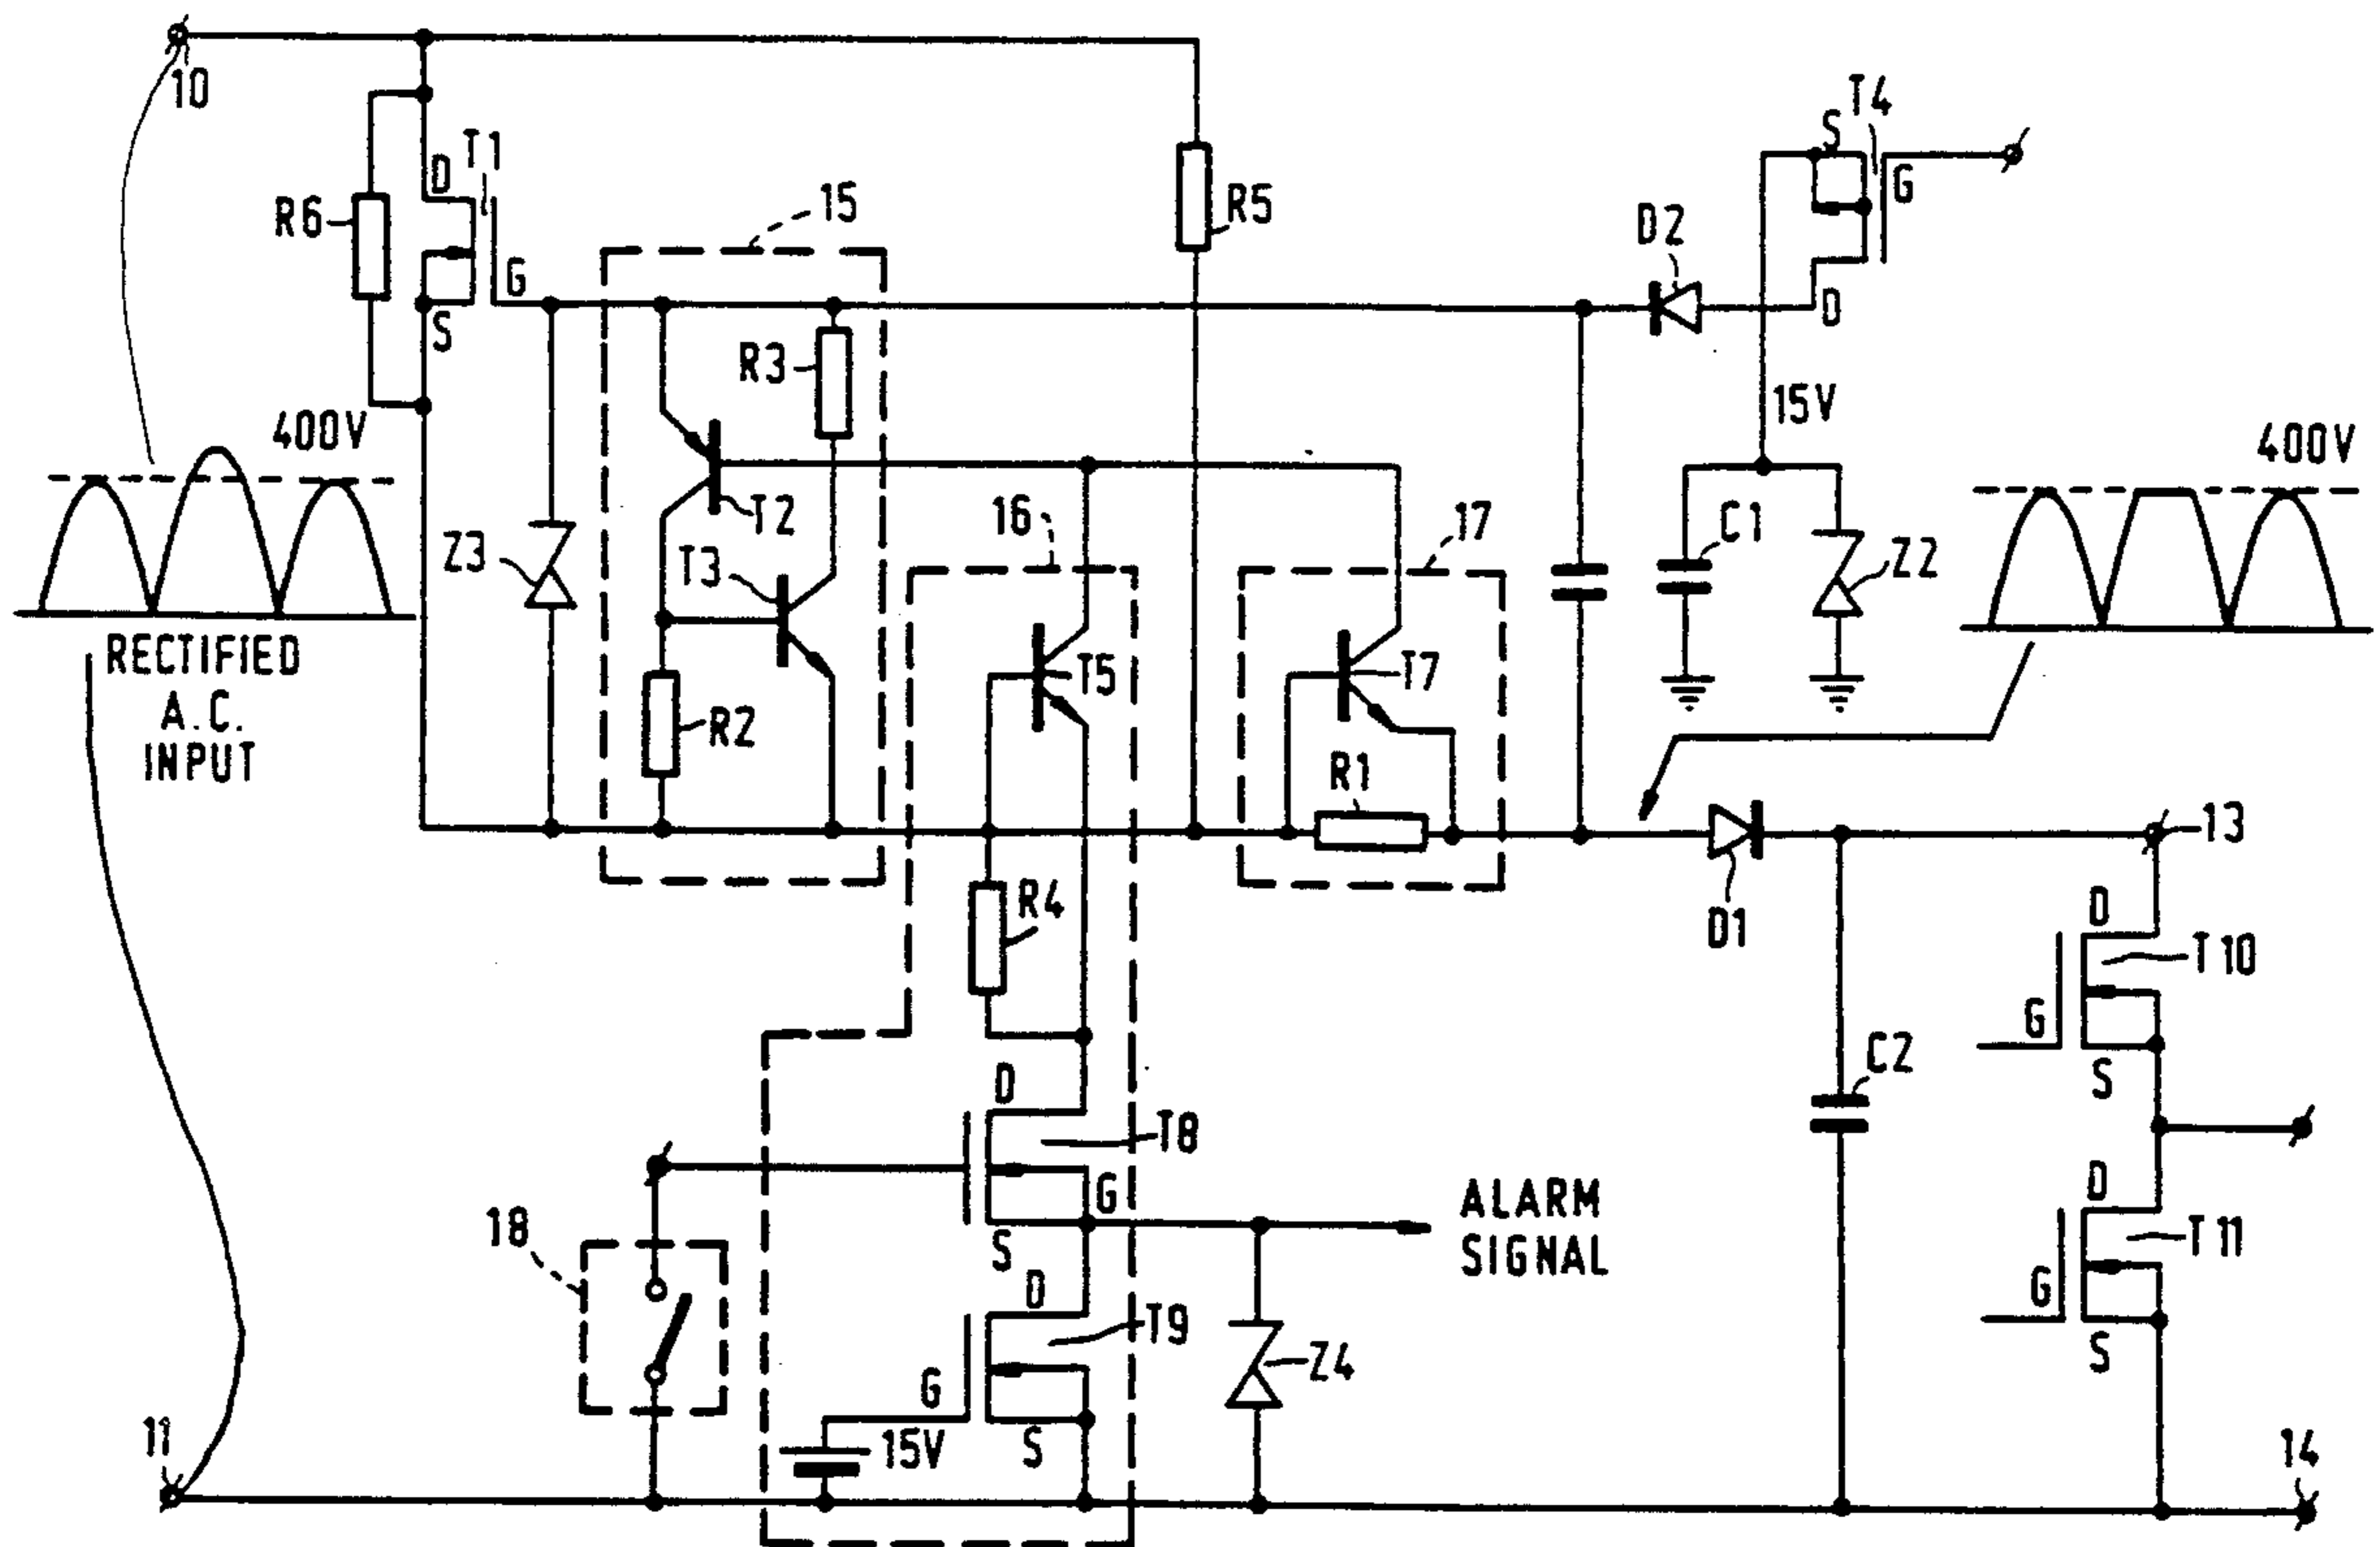 10
T1
D
R6
G
S
15
R5
S
T4
G
D2
D
400V
R3
15V
400V
T2
16
17
C1
Z3
T3
Z2
RECTIFIED
A.C.
INPUT
R2
T5
T7
R1
13
R4
D1
D
T10
G
S
C2
D
T8
G
S
ALARM
SIGNAL
18
D
T9
G
S
15V
Z4
D
T11
G
S
11
14